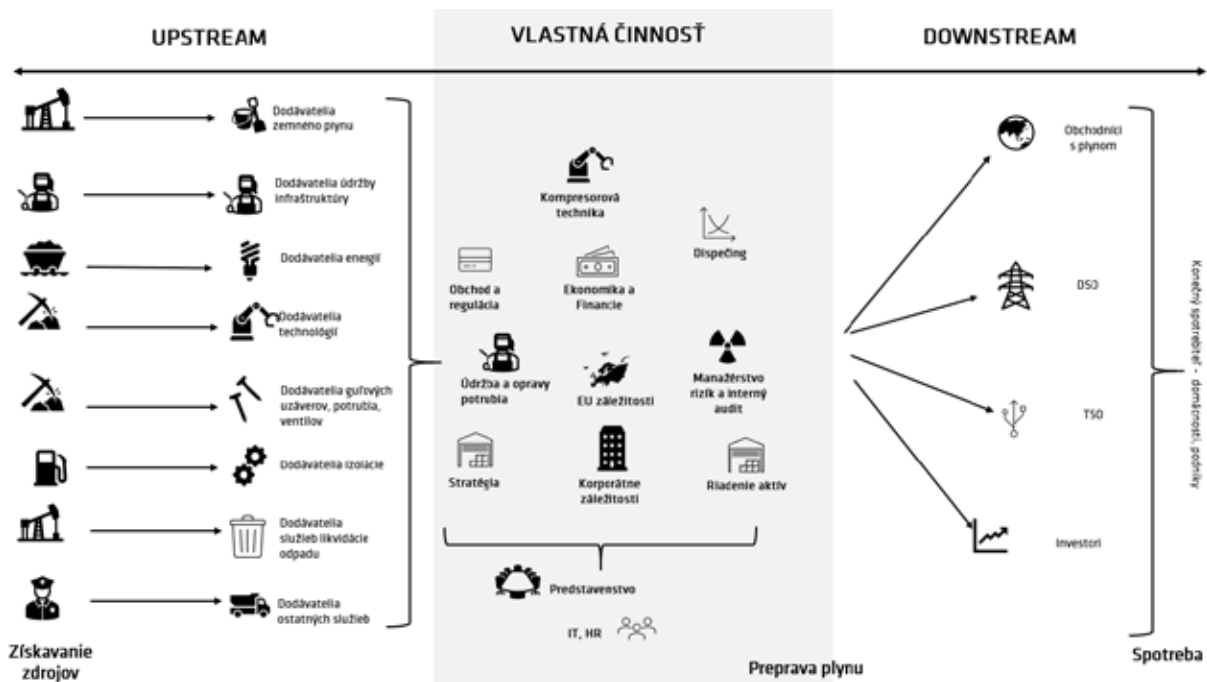 UPSTREAM
VLASTNÁ ČINNOSŤ
DOWNSTREAM
Dodávatelia
zemného plynu
Dodávatelia údržby
infraštruktúry
Dodávatelia energií
Dodávatelia
technológií
Dodávatelia guľových
uzáverov, potrubia,
ventilov
Dodávatelia izolácie
Dodávatelia
služieb likvidácie
odpadu
Dodávatelia
ostatných služieb
Získavanie
zdrojov
Kompresorová
technika
Dispečing
Obchod a
regulácia
Ekonomika a
Financie
Údržba a opravy
potrubia
EU záležitosti
Manažérstvo
rizík a interný
audit
Stratégia
Korporátne
záležitosti
Riadenie aktív
Predstavenstvo
IT, HR
Preprava plynu
Obchodníci
s plynom
DSO
TSO
Investori
Konečný spotrebiteľ - domácnosti, podniky
Spotreba